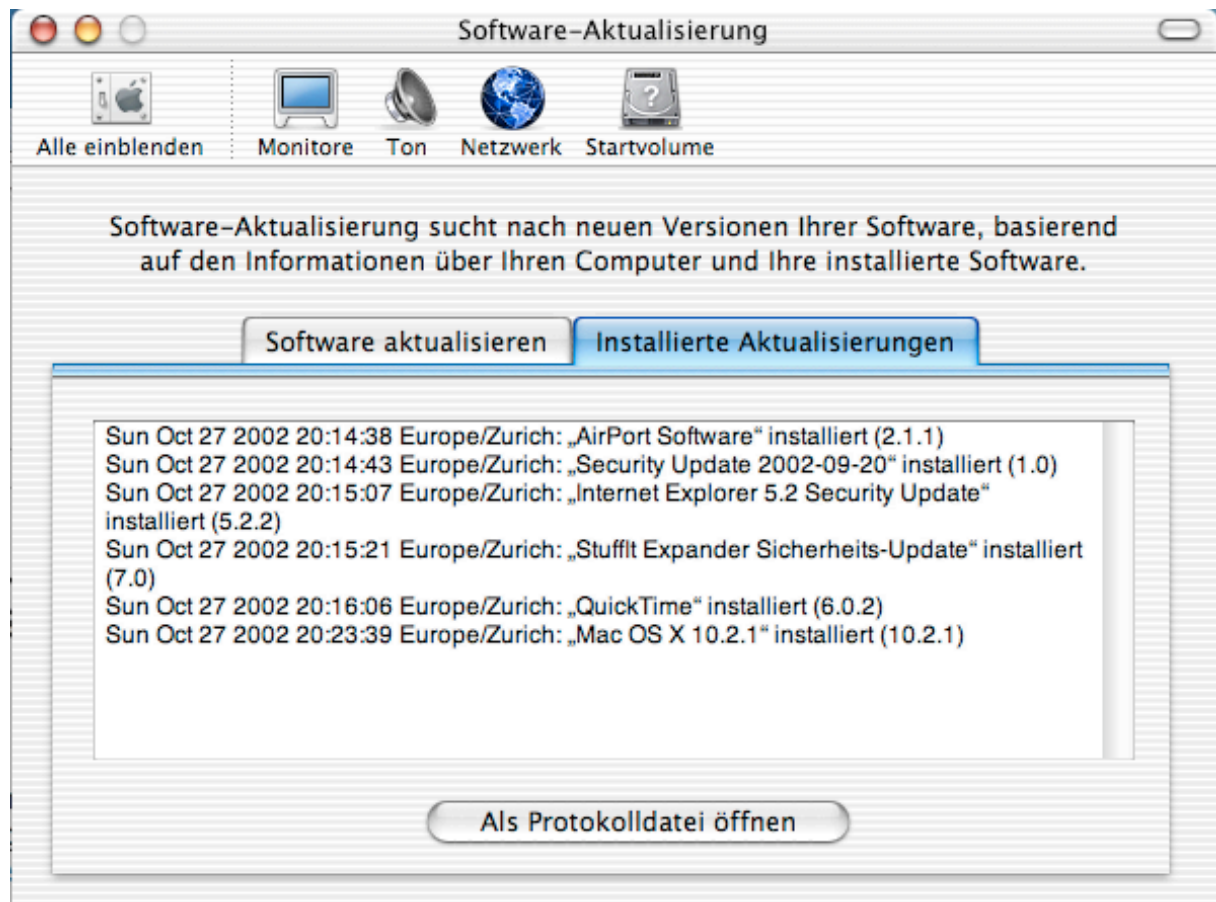 Software-Aktualisierung
Alle einblenden
Monitore
Ton
Netzwerk
Startvolume
Software-Aktualisierung sucht nach neuen Versionen Ihrer Software, basierend
auf den Informationen über Ihren Computer und Ihre installierte Software.
Software aktualisieren
Installierte Aktualisierungen
Sun Oct 27 2002 20:14:38 Europe/Zurich: „AirPort Software“ installiert (2.1.1)
Sun Oct 27 2002 20:14:43 Europe/Zurich: „Security Update 2002-09-20“ installiert (1.0)
Sun Oct 27 2002 20:15:07 Europe/Zurich: „Internet Explorer 5.2 Security Update“
installiert (5.2.2)
Sun Oct 27 2002 20:15:21 Europe/Zurich: „StuffIt Expander Sicherheits-Update“ installiert
(7.0)
Sun Oct 27 2002 20:16:06 Europe/Zurich: „QuickTime“ installiert (6.0.2)
Sun Oct 27 2002 20:23:39 Europe/Zurich: „Mac OS X 10.2.1“ installiert (10.2.1)
Als Protokolldatei öffnen